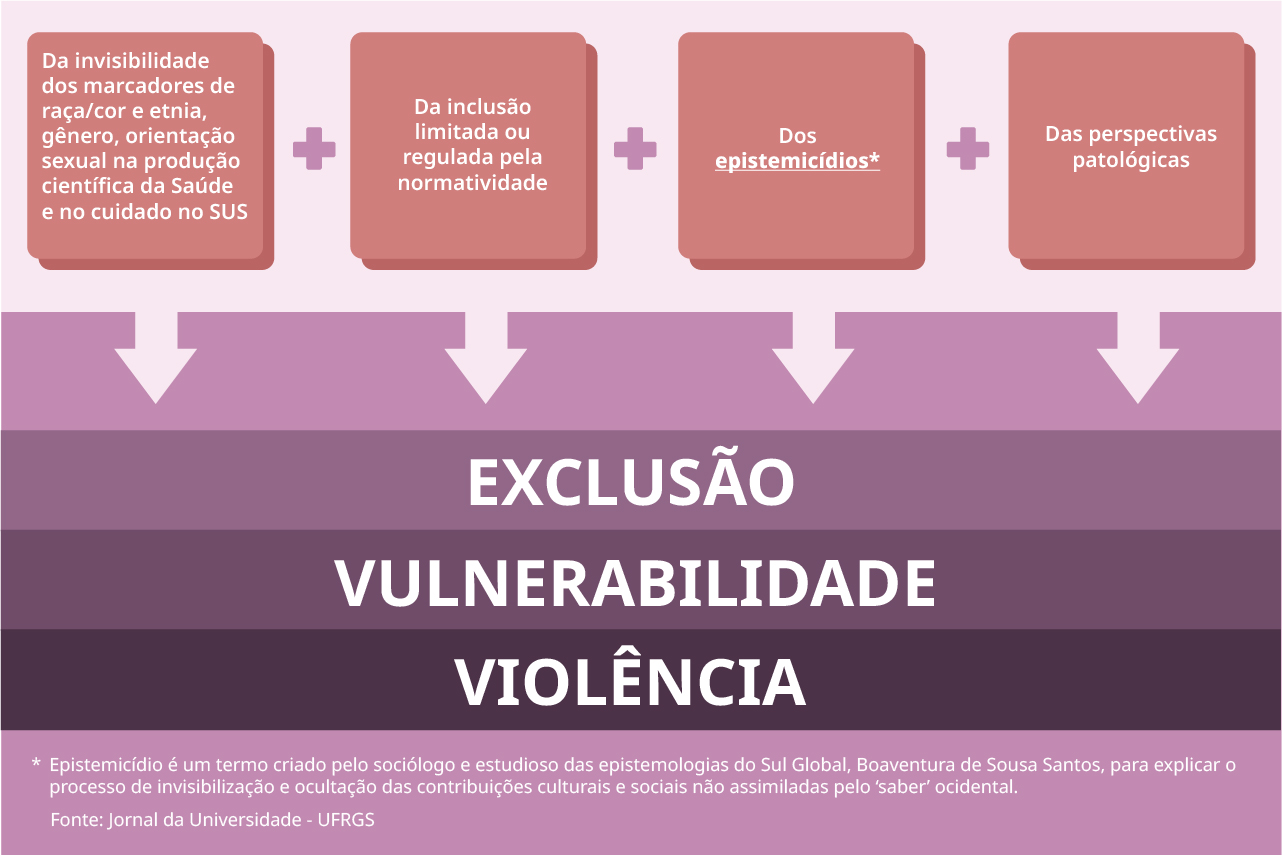 Da invisibilidade
dos marcadores de
raça/cor e etnia,
gênero, orientação
sexual na produção
científica da Saúde
e no cuidado no SUS
Da inclusão
limitada ou
regulada pela
normatividade
Dos
epistemicídios*
Das perspectivas
patológicas
EXCLUSÃO
VULNERABILIDADE
VIOLÊNCIA
* Epistemicídio é um termo criado pelo sociólogo e estudioso das epistemologias do Sul Global, Boaventura de Sousa Santos, para explicar o
processo de invisibilização e ocultação das contribuições culturais e sociais não assimiladas pelo ‘saber’ ocidental.
Fonte: Jornal da Universidade - UFRGS